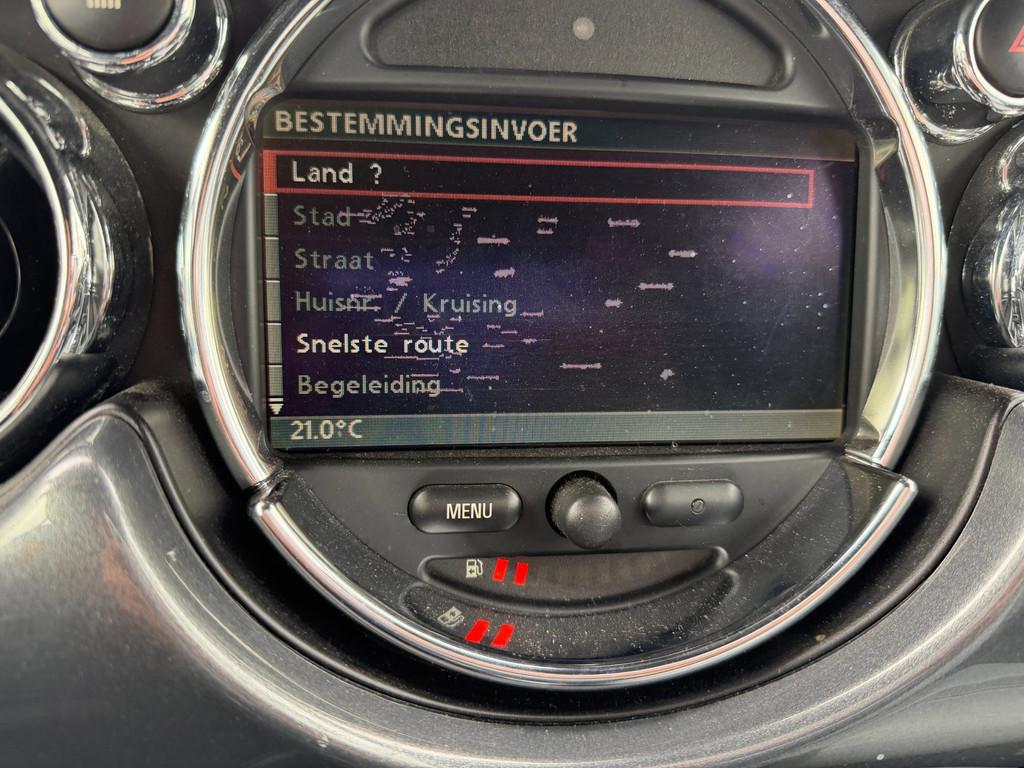 BESTEMMINGSINVOER
Land ?
Stad
Straat
Huisnr. / Kruising
Snelste route
Begeleiding
21.0°C
MENU